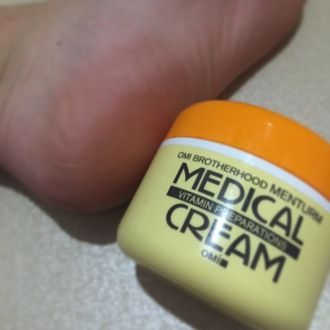 OMI BROTHERHOOD MENTURM
MEDICAL
VITAMIN PREPARATIONS
CREAM
OMI